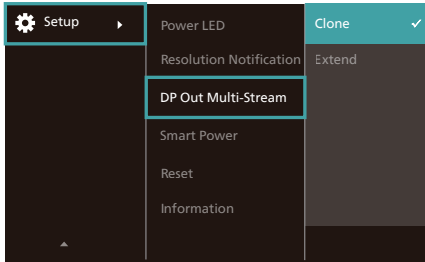 Setup
Power LED
Resolution Notification
DP Out Multi-Stream
Smart Power
Reset
Information
Clone
Extend